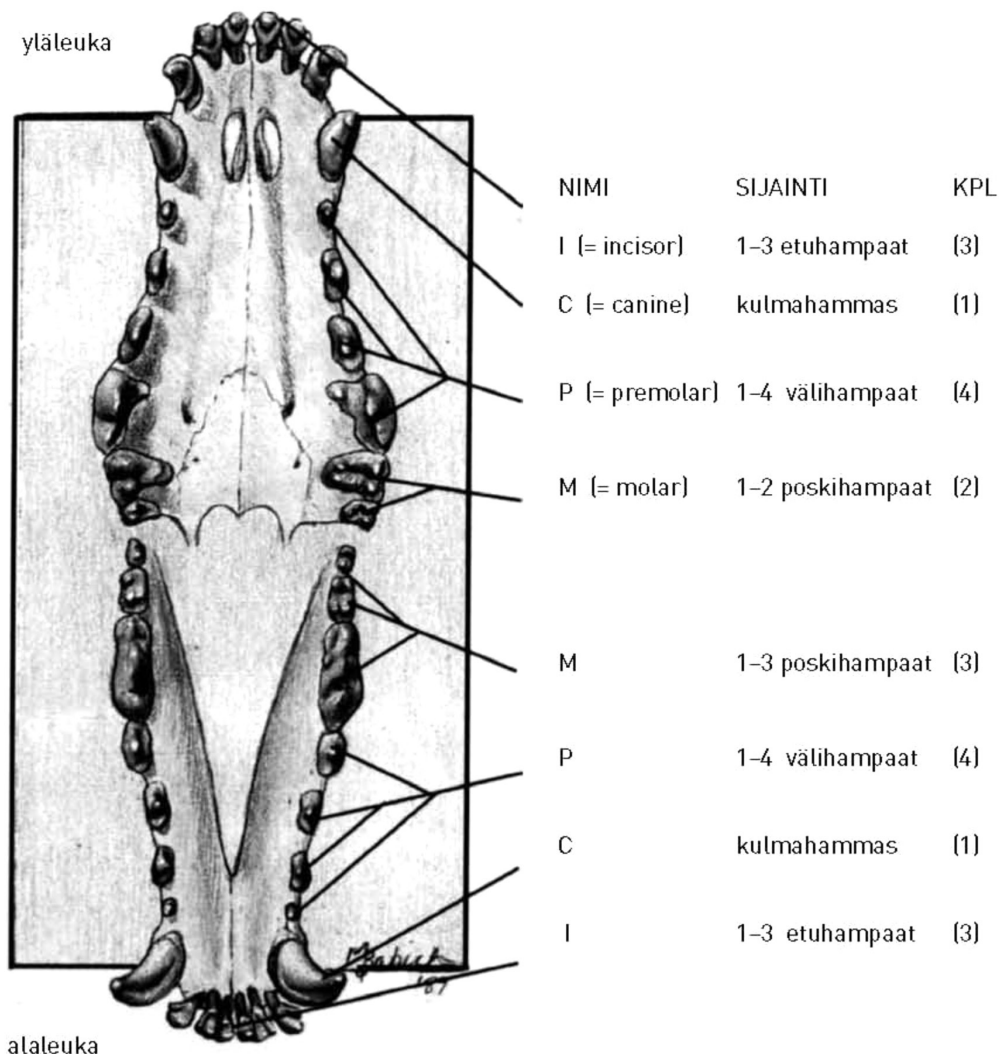 yläleuka
NIMI SIJAINTI KPL
I (= incisor) 1–3 etuhampaat (3)
C (= canine) kulmahammas (1)
P (= premolar) 1–4 välihampaat (4)
M (= molar) 1–2 poskihampaat (2)
M 1–3 poskihampaat (3)
P 1–4 välihampaat (4)
C kulmahammas (1)
I 1–3 etuhampaat (3)
'87
alaleuka